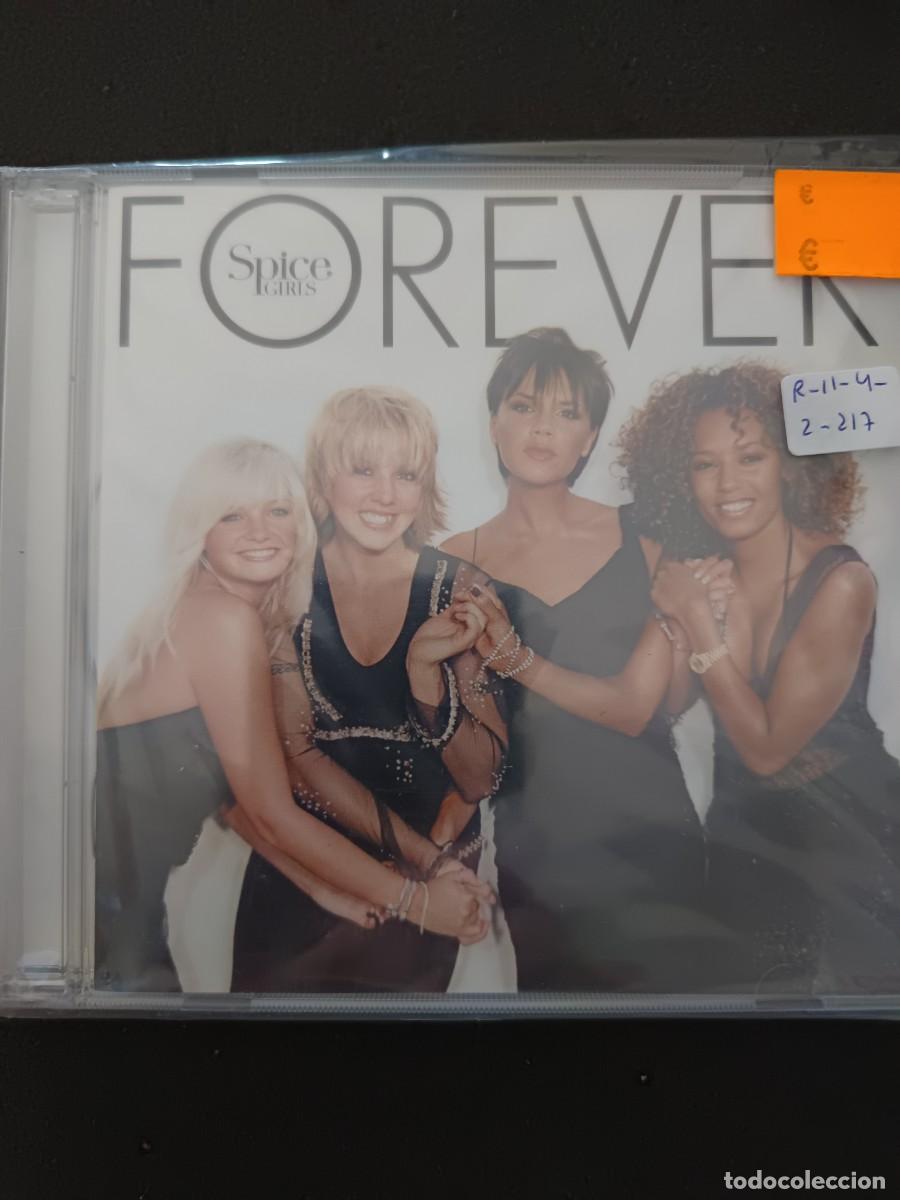 FOREVER
Spice
GIRLS
€
€
R-11-4-
2-217
todocoleccion